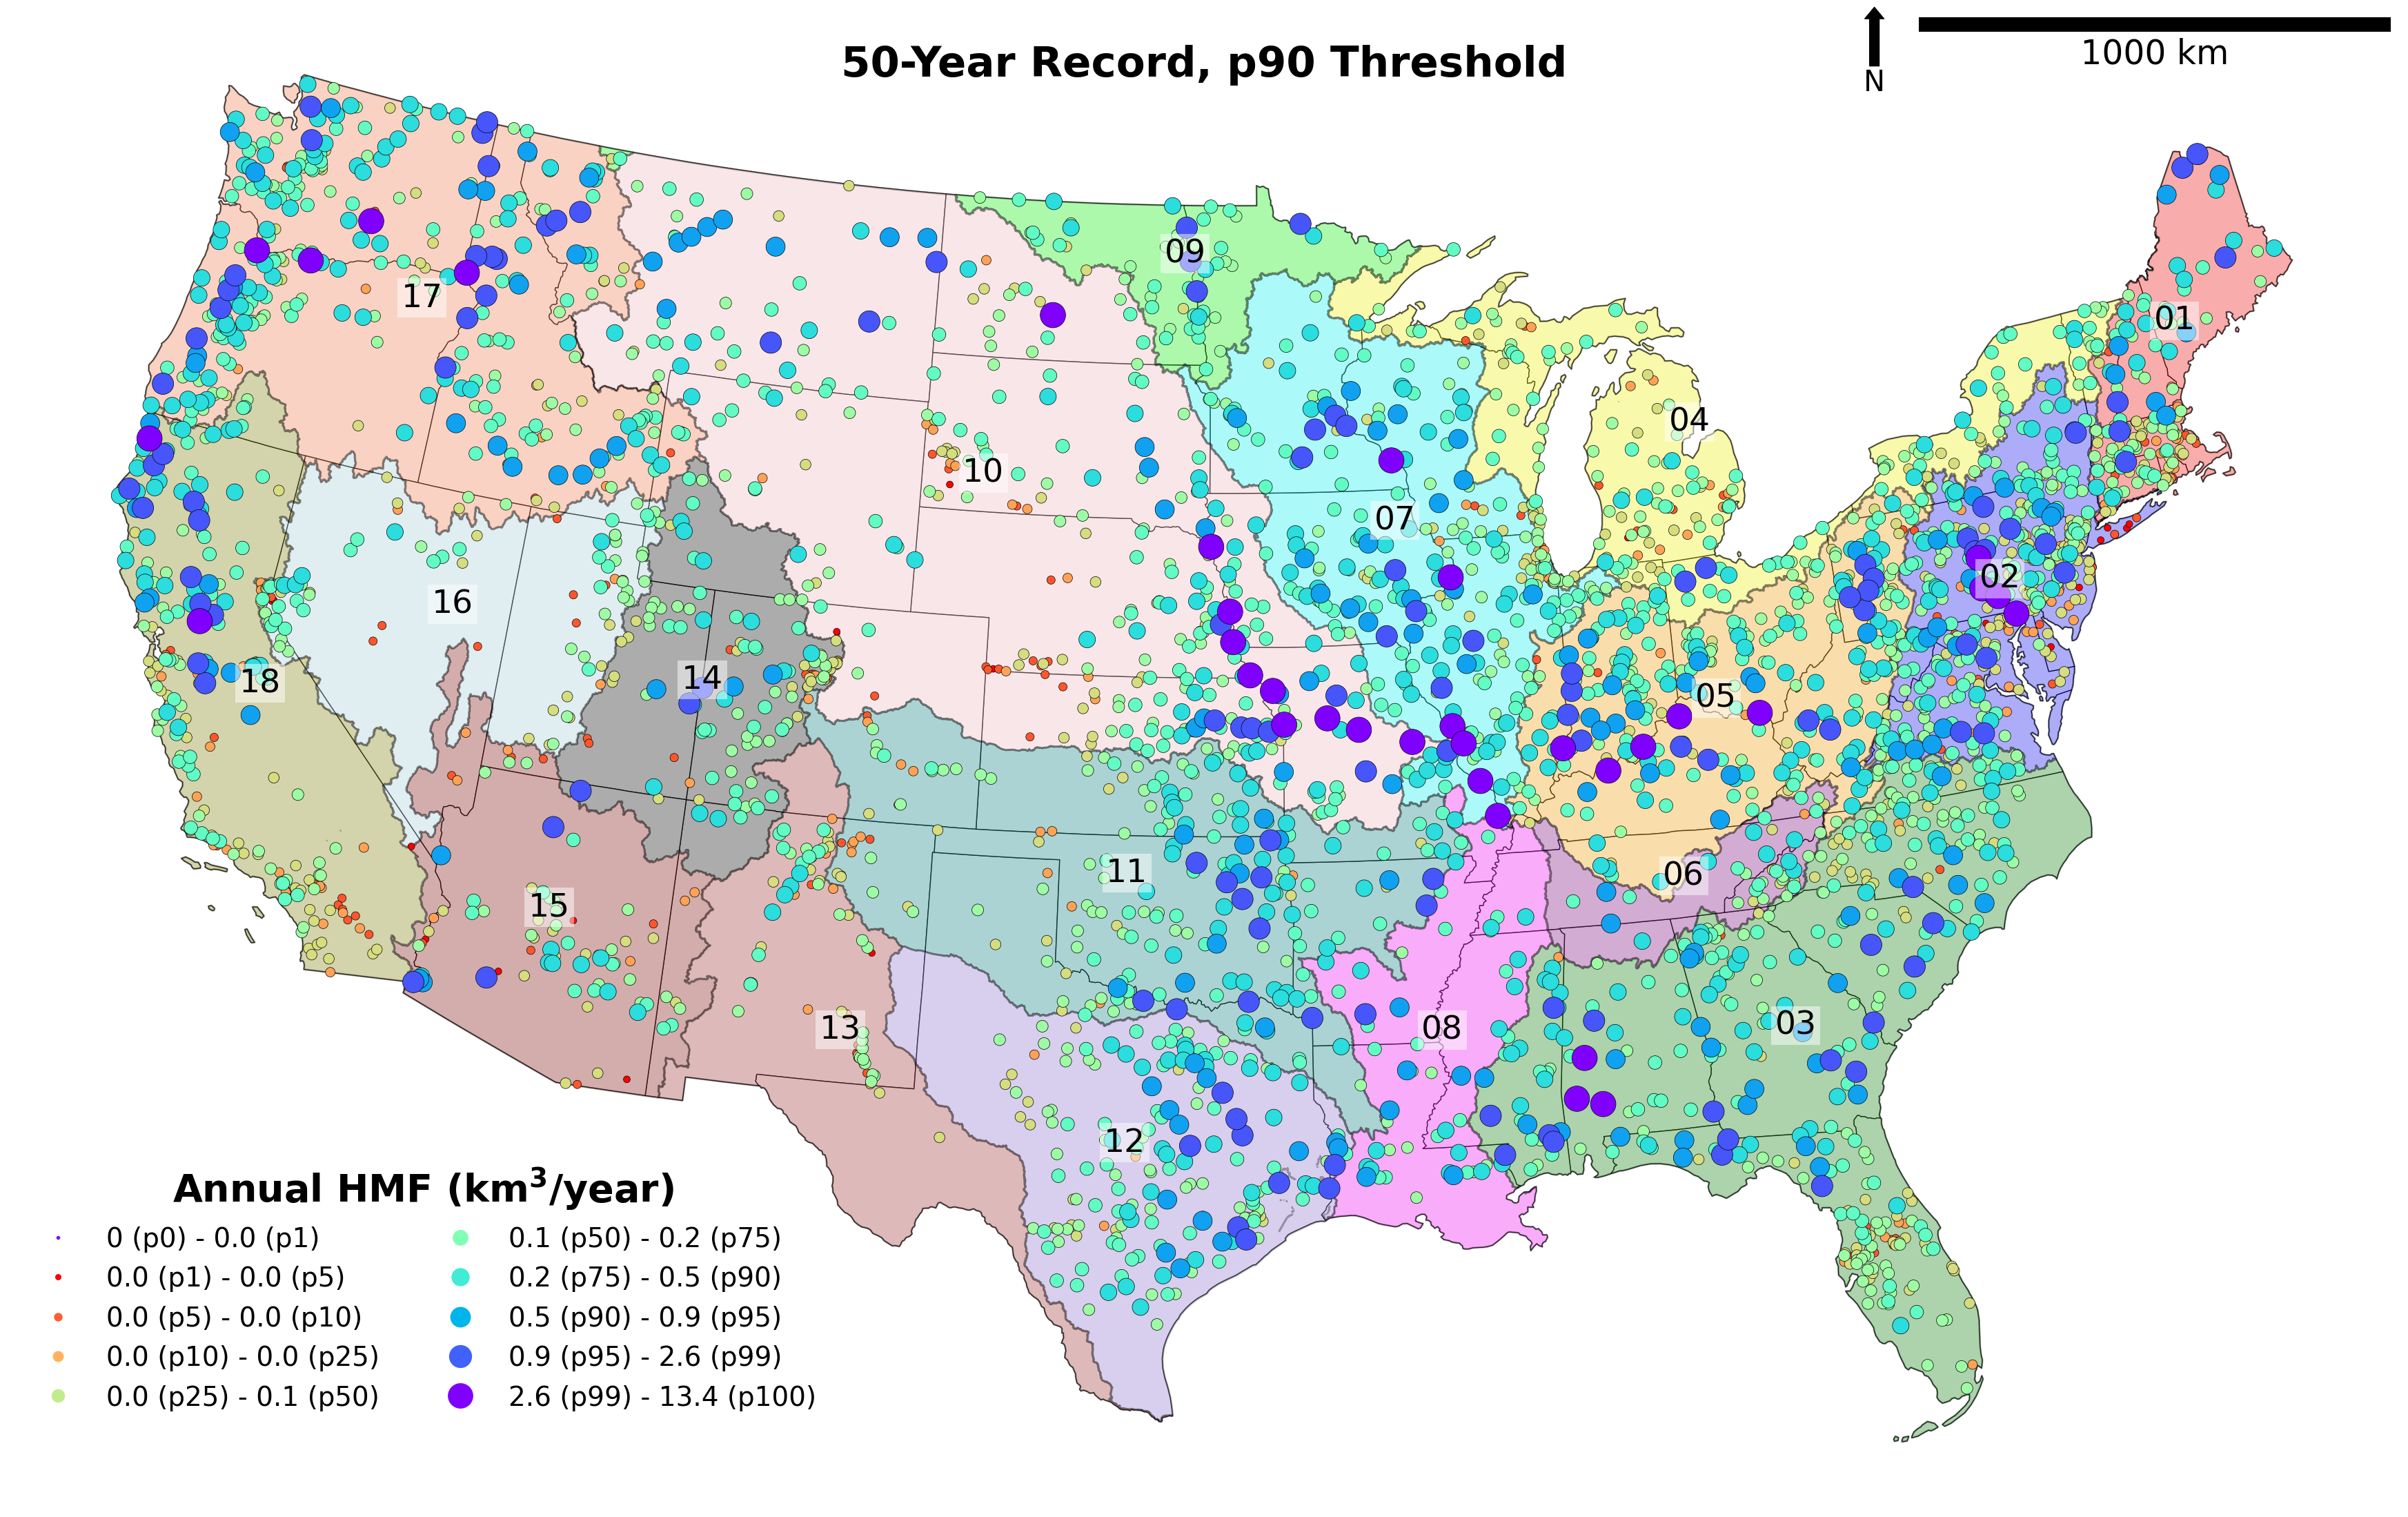 50-Year Record, p90 Threshold
N
1000 km
09
01
17
04
10
07
02
16
14
18
05
11
06
15
13
08
03
12
Annual HMF (km³/year)
0 (p0) - 0.0 (p1)
0.0 (p1) - 0.0 (p5)
0.0 (p5) - 0.0 (p10)
0.0 (p10) - 0.0 (p25)
0.0 (p25) - 0.1 (p50)
0.1 (p50) - 0.2 (p75)
0.2 (p75) - 0.5 (p90)
0.5 (p90) - 0.9 (p95)
0.9 (p95) - 2.6 (p99)
2.6 (p99) - 13.4 (p100)